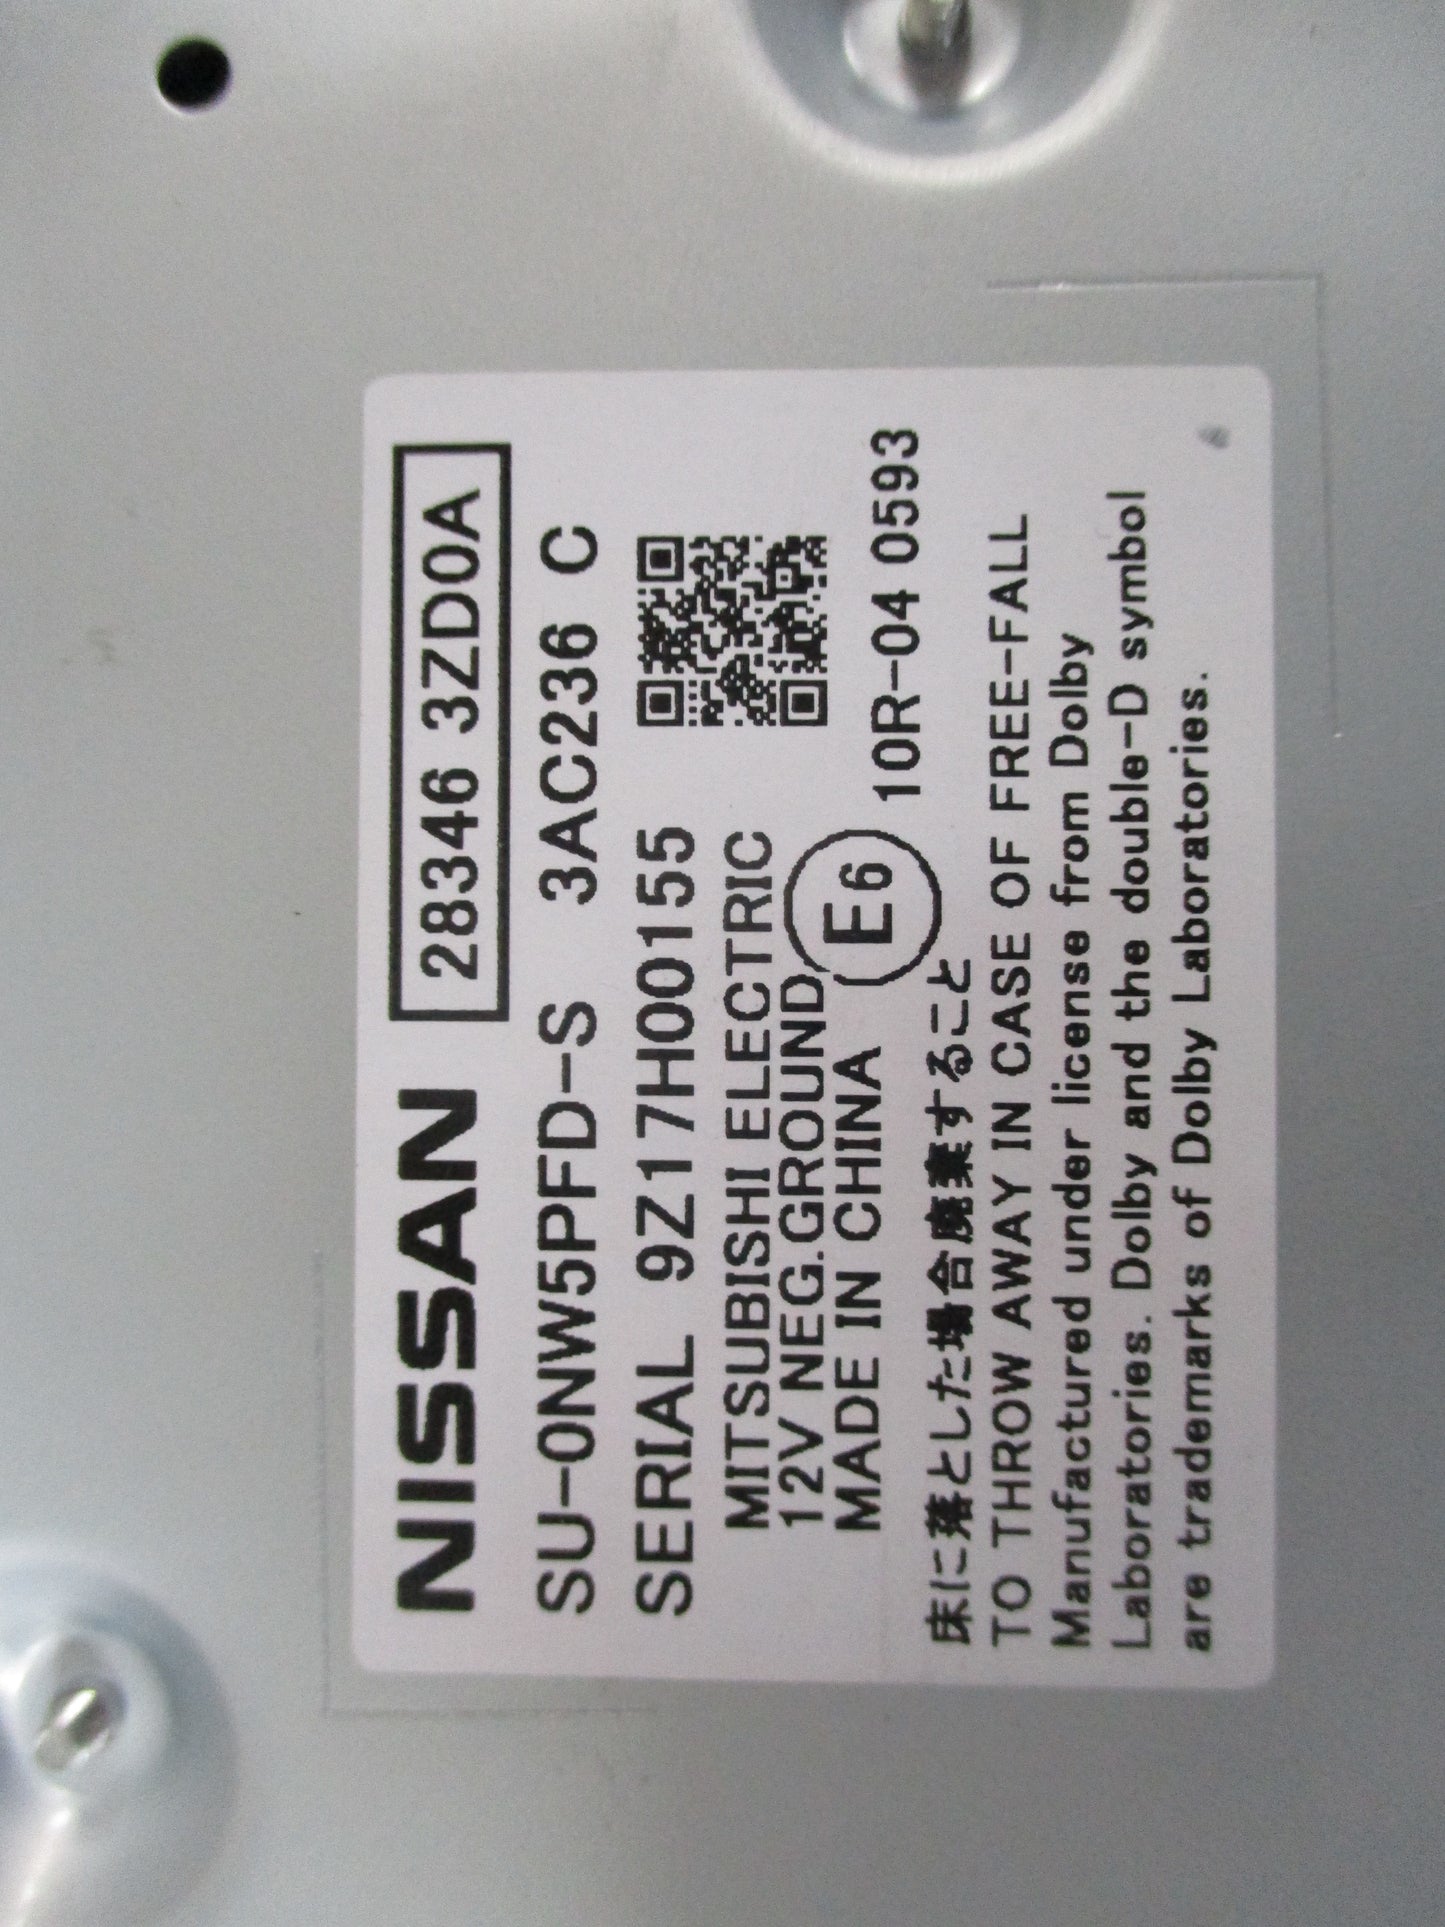 NISSAN 28346 3ZD0A
SU-0NW5PFD-S 3AC236 C
SERIAL 9Z17H00155
MITSUBISHI ELECTRIC
12V NEG.GROUND
MADE IN CHINA E6 10R-04 0593
床に落とした場合廃棄すること
TO THROW AWAY IN CASE OF FREE-FALL
Manufactured under license from Dolby
Laboratories. Dolby and the double-D symbol
are trademarks of Dolby Laboratories.